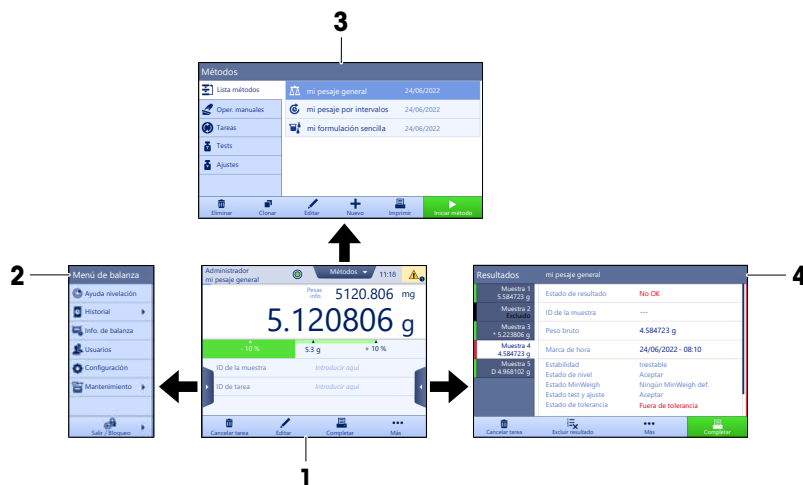 3
Métodos
Lista métodos
Oper. manuales
Tareas
Tests
Ajustes
mi pesaje general 24/06/2022
mi pesaje por intervalos 24/06/2022
mi formulación sencilla 24/06/2022
Eliminar Clonar Editar Nuevo Imprimir Iniciar método
2
Menú de balanza
Ayuda nivelación
Historial
Info. de balanza
Usuarios
Configuración
Mantenimiento
Salir / Bloqueo
Administrador
mi pesaje general
Métodos 11:18
Pesas info. 5120.806 mg
5.120806 g
- 10 % 5.3 g + 10 %
ID de la muestra Introducir aquí
ID de tarea Introducir aquí
Cancelar tarea Editar Completar Más
1
4
Resultados mi pesaje general
Muestra 1
5.584723 g
Muestra 2
Excluido
Muestra 3
* 5.223806 g
Muestra 4
4.584723 g
Muestra 5
D 4.968102 g
Estado de resultado No OK
ID de la muestra ---
Peso bruto 4.584723 g
Marca de hora 24/06/2022 - 08:10
Estabilidad Inestable
Estado de nivel Aceptar
Estado MinWeigh Ningún MinWeigh def.
Estado test y ajuste Aceptar
Estado de tolerancia Fuera de tolerancia
Cancelar tarea Excluir resultado Más Completar